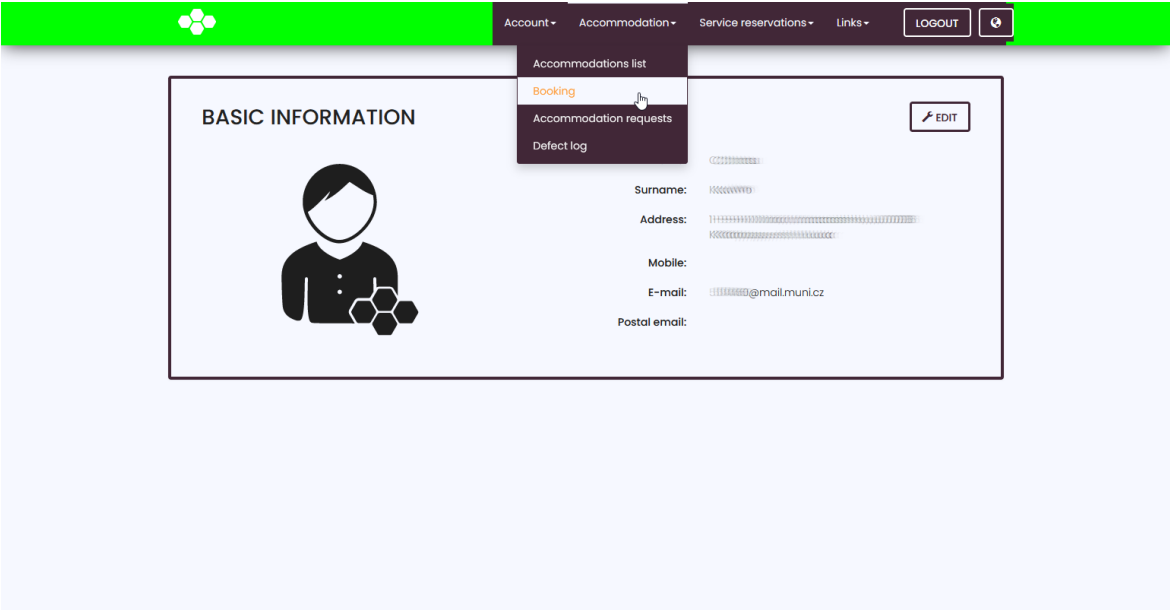 Account Accommodation Service reservations Links LOGOUT
Accommodations list
Booking
Accommodation requests
Defect log
BASIC INFORMATION
EDIT
Surname:
Address:
Mobile:
E-mail: @mail.muni.cz
Postal email: